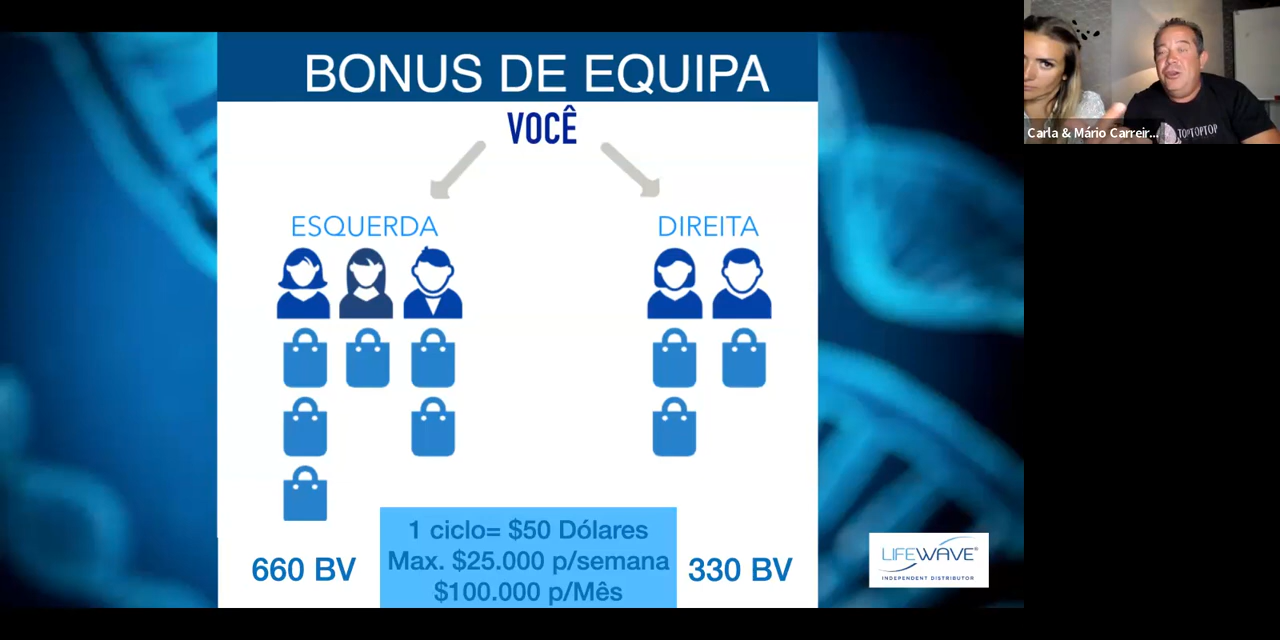 BONUS DE EQUIPA
VOCÊ
ESQUERDA
DIREITA
1 ciclo= $50 Dólares
Max. $25.000 p/semana
$100.000 p/Mês
660 BV
330 BV
LIFEWAVE®
INDEPENDENT DISTRIBUTOR
TOPTOPTOP
Carla & Mário Carreir...